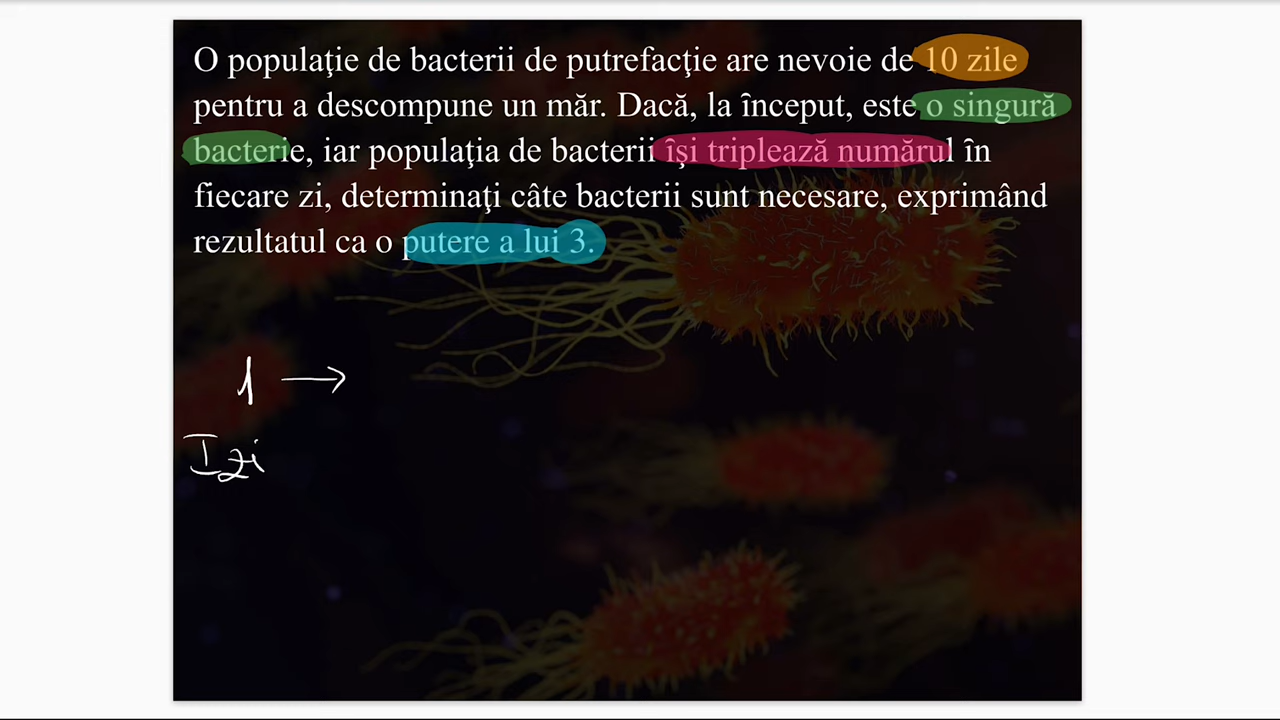 O populaţie de bacterii de putrefacţie are nevoie de 10 zile
pentru a descompune un măr. Dacă, la început, este o singură
bacterie, iar populaţia de bacterii îşi triplează numărul în
fiecare zi, determinaţi câte bacterii sunt necesare, exprimând
rezultatul ca o putere a lui 3.
1 →
I zi